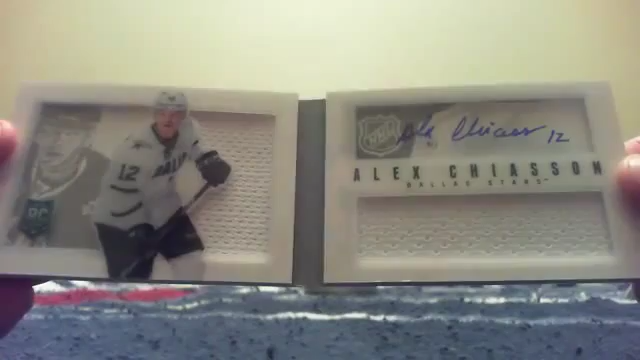 12
DALLAS
RC
NHL
Alex Chiasson 12
ALEX CHIASSON
DALLAS STARS